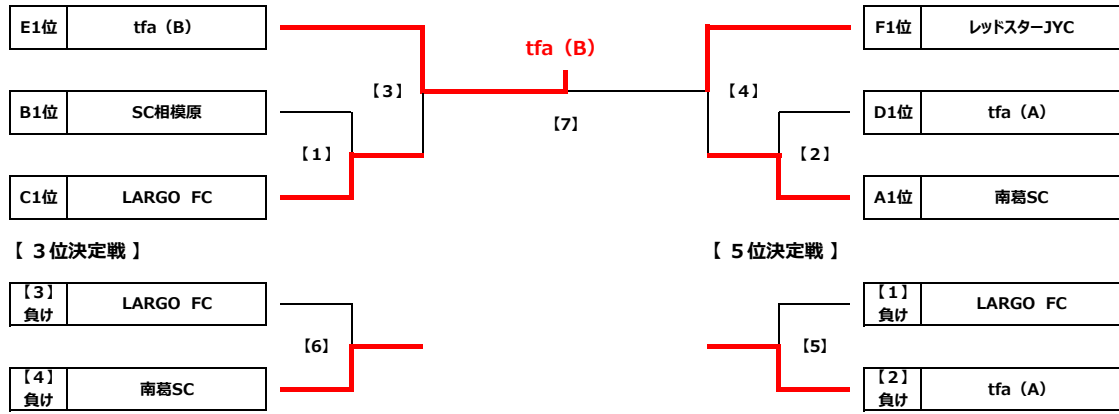 E1位 tfa（B）
tfa（B）
F1位 レッドスターJYC
【3】
【4】
B1位 SC相模原
D1位 tfa（A）
【7】
【1】
【2】
C1位 LARGO FC
A1位 南葛SC
【 3位決定戦 】
【 5位決定戦 】
【3】
負け
LARGO FC
【1】
負け
LARGO FC
【6】
【5】
【4】
負け
南葛SC
【2】
負け
tfa（A）